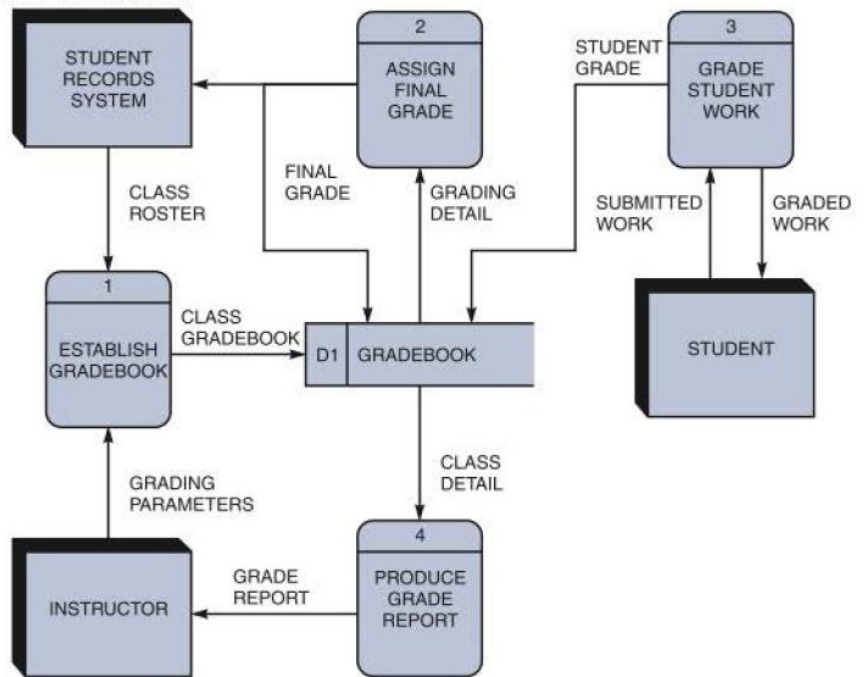 STUDENT
RECORDS
SYSTEM
2
ASSIGN
FINAL
GRADE
STUDENT
GRADE
3
GRADE
STUDENT
WORK
CLASS
ROSTER
FINAL
GRADE
GRADING
DETAIL
SUBMITTED
WORK
GRADED
WORK
1
ESTABLISH
GRADEBOOK
CLASS
GRADEBOOK
D1 GRADEBOOK
STUDENT
GRADING
PARAMETERS
CLASS
DETAIL
INSTRUCTOR
GRADE
REPORT
4
PRODUCE
GRADE
REPORT